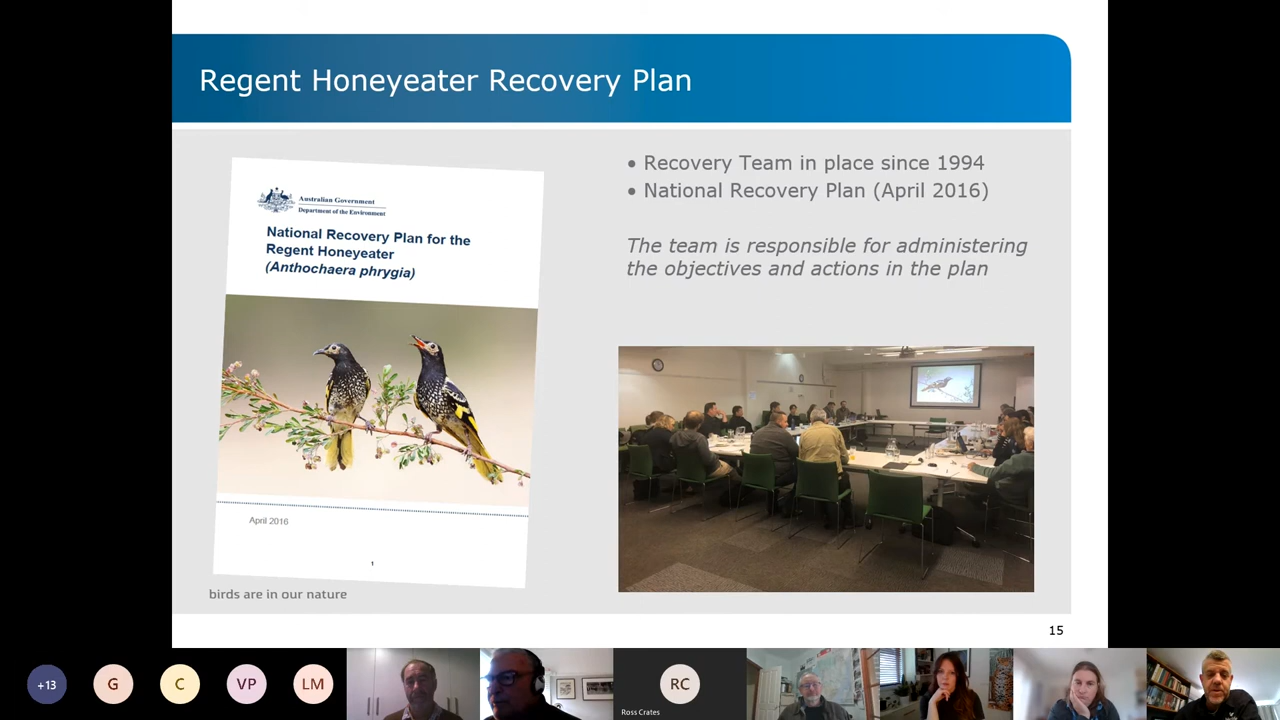 Regent Honeyeater Recovery Plan
Australian Government
Department of the Environment
National Recovery Plan for the
Regent Honeyeater
(Anthochaera phrygia)
April 2016
1
birds are in our nature
• Recovery Team in place since 1994
• National Recovery Plan (April 2016)
The team is responsible for administering
the objectives and actions in the plan
15
+13
G
C
VP
LM
RC
Ross Crates